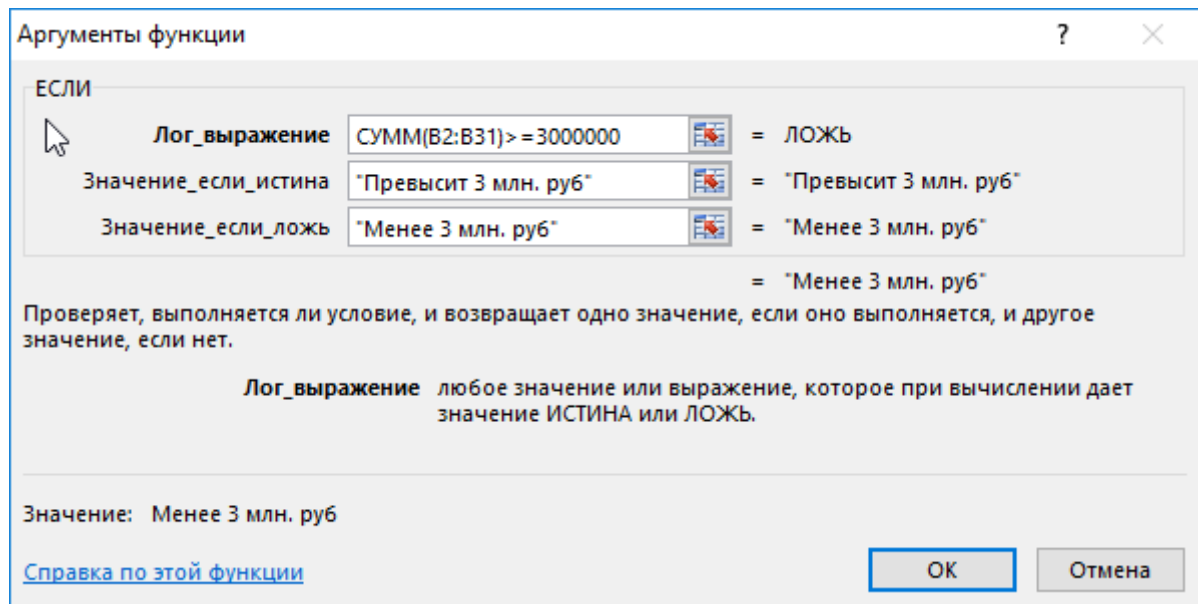 Аргументы функции ?
ЕСЛИ
Лог_выражение СУММ(B2:B31)>=3000000 = ЛОЖЬ
Значение_если_истина "Превысит 3 млн. руб" = "Превысит 3 млн. руб"
Значение_если_ложь "Менее 3 млн. руб" = "Менее 3 млн. руб"
= "Менее 3 млн. руб"
Проверяет, выполняется ли условие, и возвращает одно значение, если оно выполняется, и другое
значение, если нет.
Лог_выражение любое значение или выражение, которое при вычислении дает
значение ИСТИНА или ЛОЖЬ.
Значение: Менее 3 млн. руб
Справка по этой функции ОК Отмена